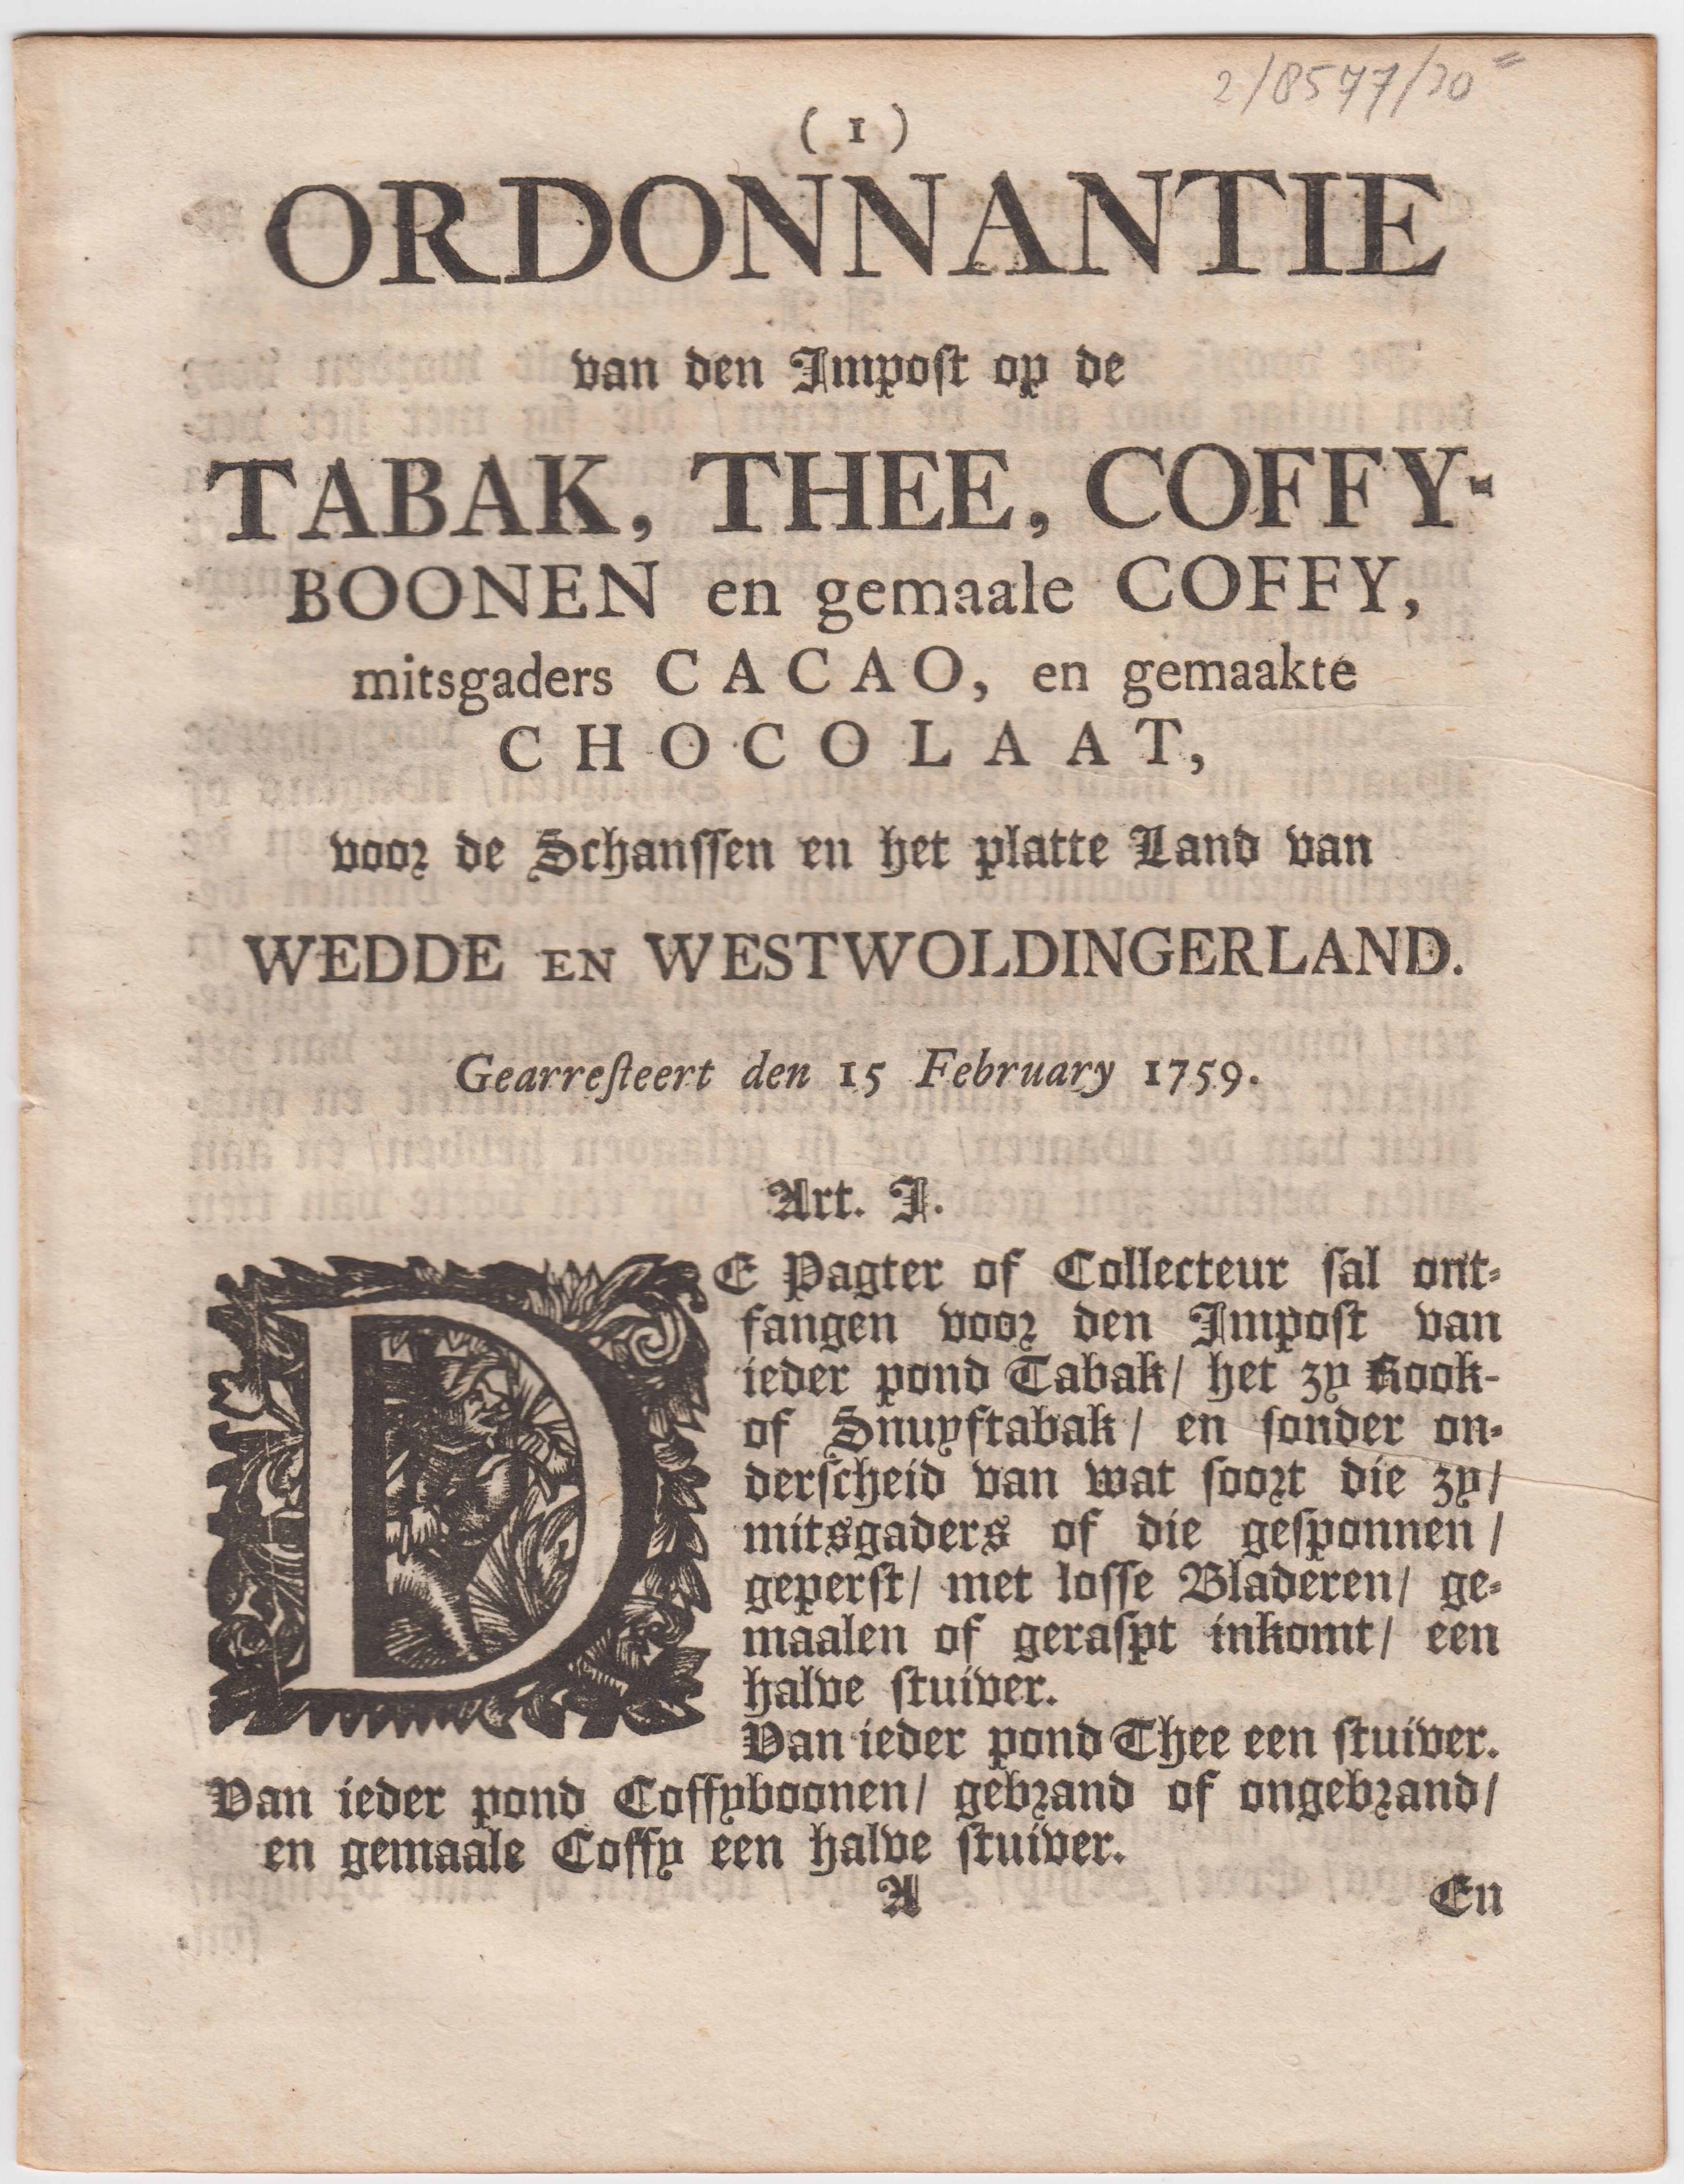 2/8577/30=
( 1 )
ORDONNANTIE
van den Impoſt op de
TABAK, THEE, COFFY-
BOONEN en gemaale COFFY,
mitsgaders CACAO, en gemaakte
CHOCOLAAT,
voor de Schanſſen en het platte Land van
WEDDE EN WESTWOLDINGERLAND.
Gearreſteert den 15 February 1759.
Art. I.
DE Pagter of Collecteur ſal ont-
fangen voor den Impoſt van
ieder pond Tabak/ het zy Rook-
of Snuyftabak/ en ſonder on-
derſcheid van wat ſoort die zy/
mitsgaders of die geſponnen/
geperſt/ met loſſe Bladeren/ ge-
maalen of geraſpt inkomt/ een
halve ſtuiver.
Van ieder pond Thee een ſtuiver.
Van ieder pond Coffyboonen/ gebrand of ongebrand/
en gemaale Coffy een halve ſtuiver.
A En